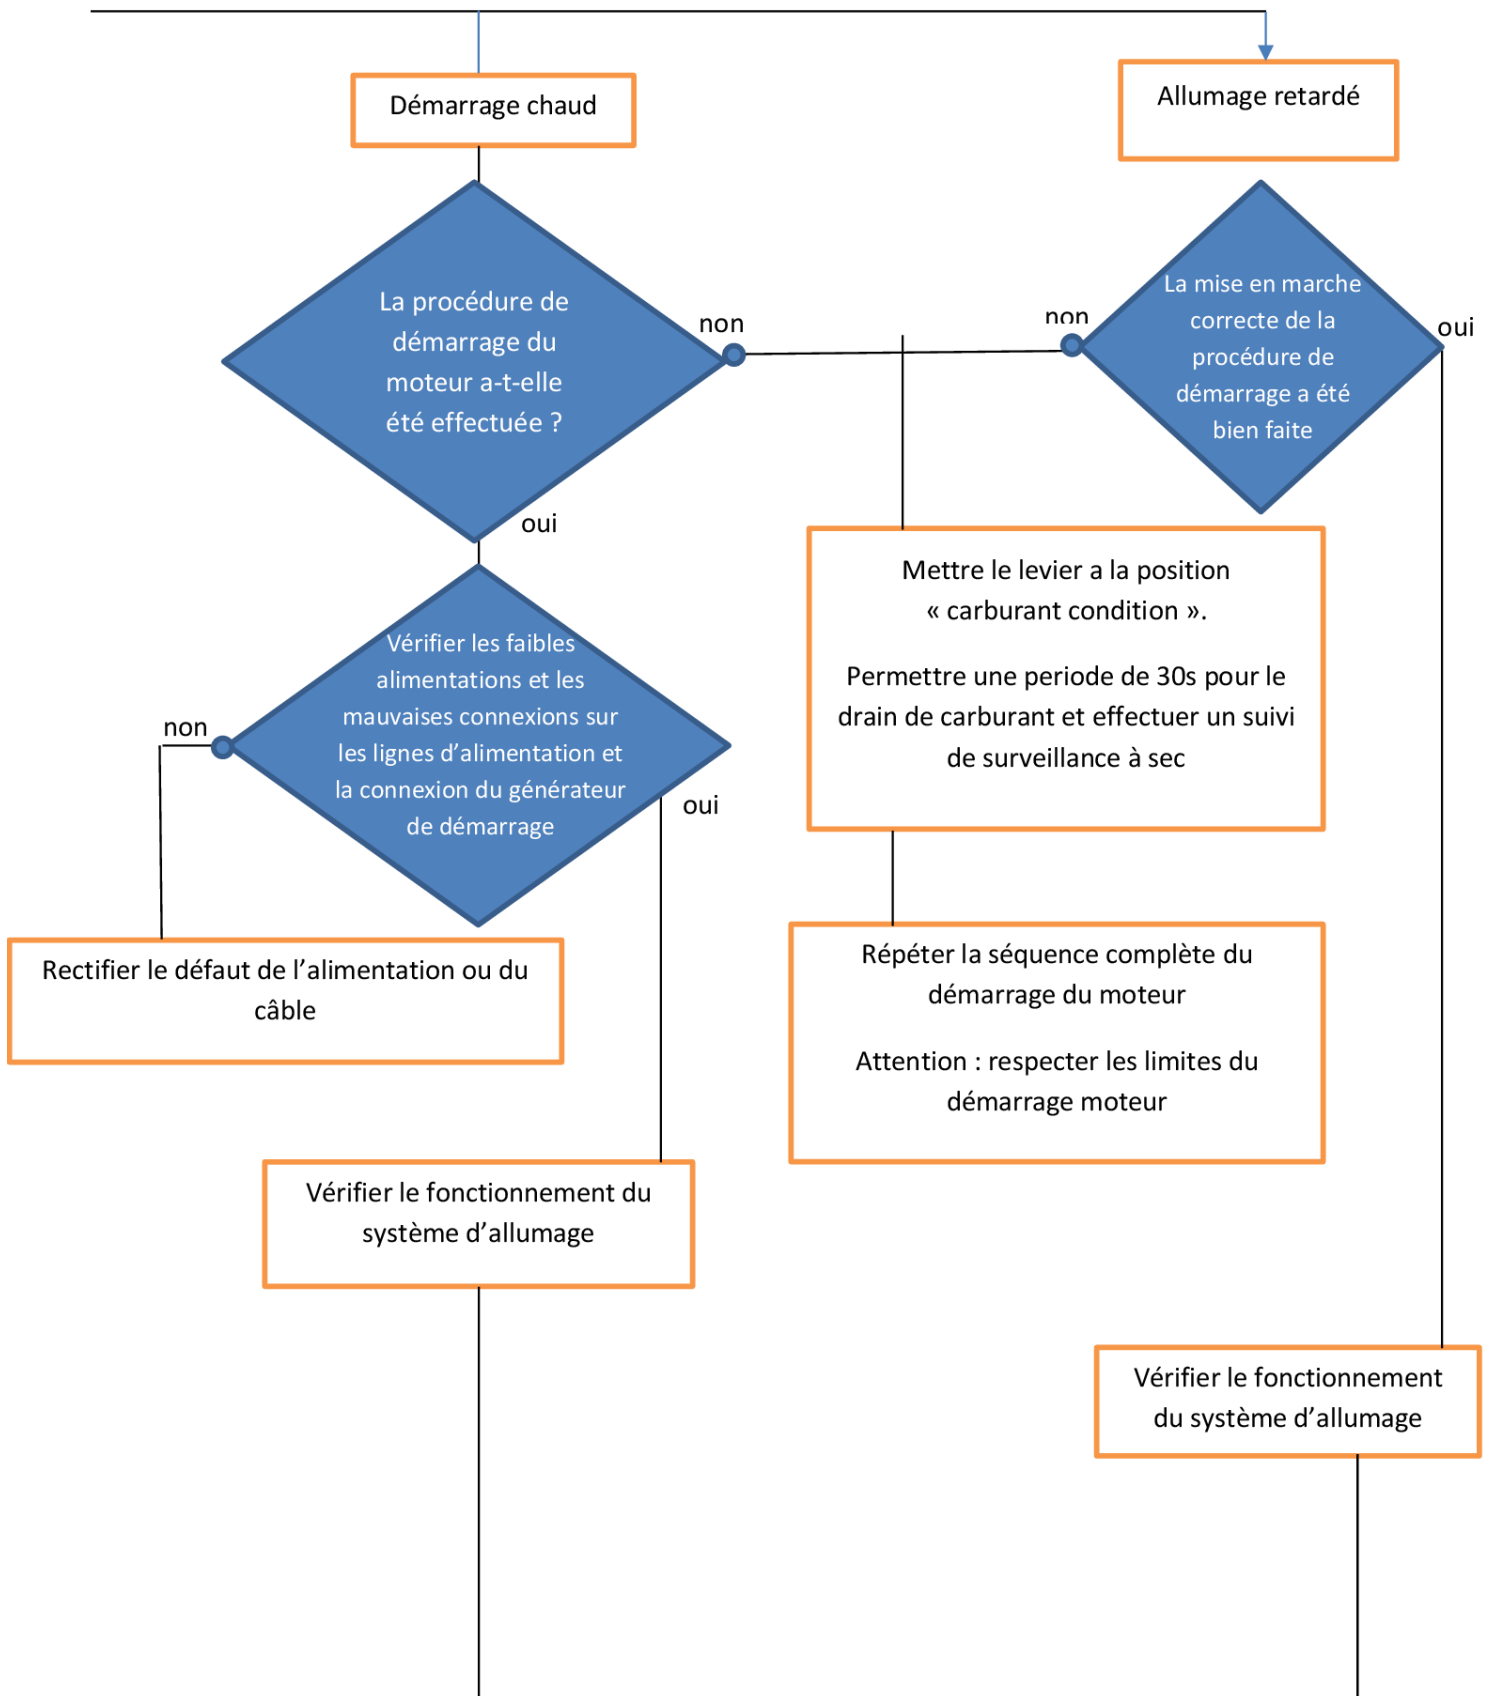 Démarrage chaud
Allumage retardé
La procédure de
démarrage du
moteur a-t-elle
été effectuée ?
non
oui
non
La mise en marche
correcte de la
procédure de
démarrage a été
bien faite
oui
Vérifier les faibles
alimentations et les
mauvaises connexions sur
les lignes d’alimentation et
la connexion du générateur
de démarrage
non
oui
Mettre le levier a la position
« carburant condition ».
Permettre une periode de 30s pour le
drain de carburant et effectuer un suivi
de surveillance à sec
Rectifier le défaut de l’alimentation ou du
câble
Répéter la séquence complète du
démarrage du moteur
Attention : respecter les limites du
démarrage moteur
Vérifier le fonctionnement du
système d’allumage
Vérifier le fonctionnement
du système d’allumage